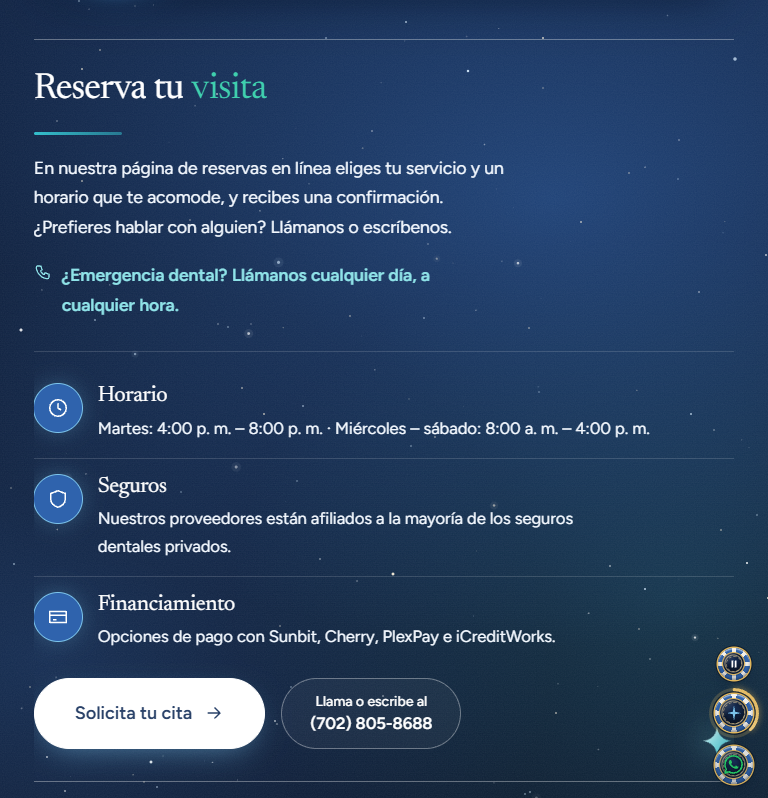 Reserva tu visita
En nuestra página de reservas en línea eliges tu servicio y un
horario que te acomode, y recibes una confirmación.
¿Prefieres hablar con alguien? Llámanos o escríbenos.
¿Emergencia dental? Llámanos cualquier día, a
cualquier hora.
Horario
Martes: 4:00 p. m. – 8:00 p. m. · Miércoles – sábado: 8:00 a. m. – 4:00 p. m.
Seguros
Nuestros proveedores están afiliados a la mayoría de los seguros
dentales privados.
Financiamiento
Opciones de pago con Sunbit, Cherry, PlexPay e iCreditWorks.
Solicita tu cita →
Llama o escribe al
(702) 805-8688